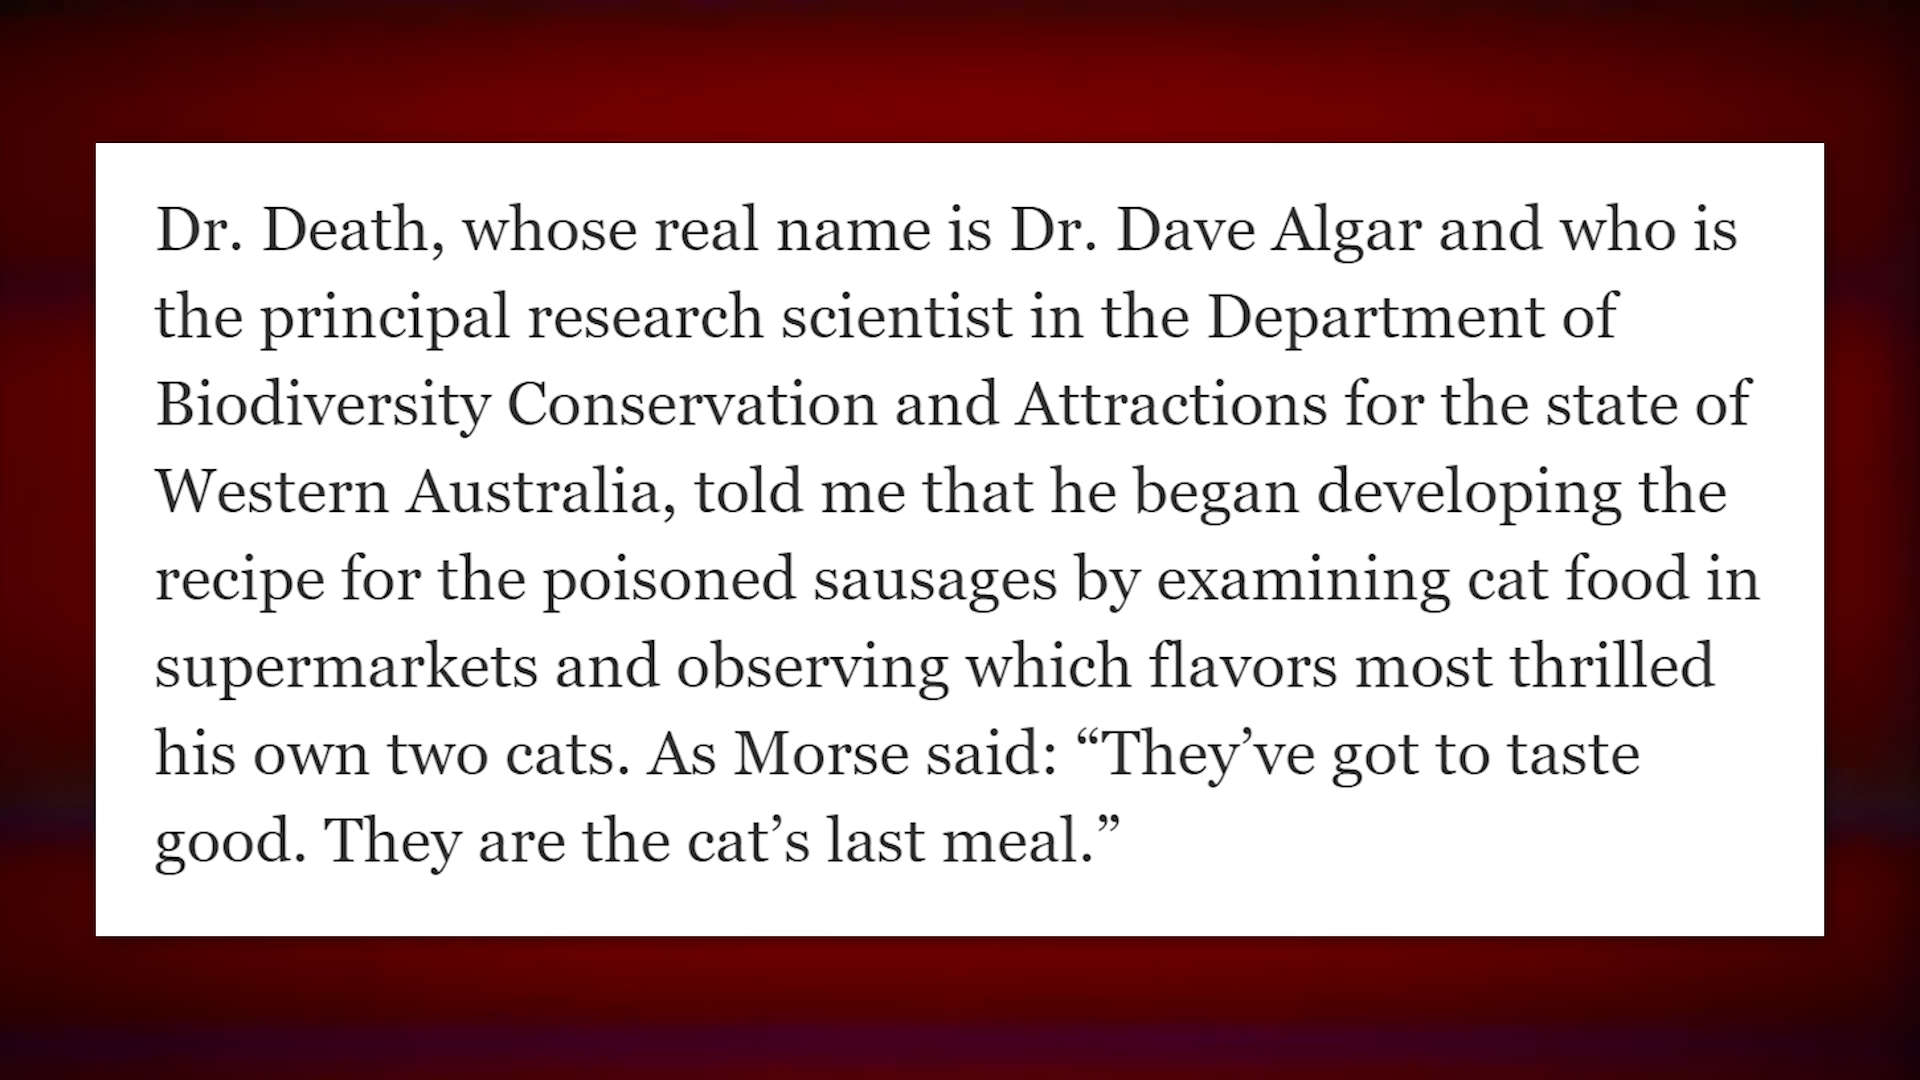 Dr. Death, whose real name is Dr. Dave Algar and who is
the principal research scientist in the Department of
Biodiversity Conservation and Attractions for the state of
Western Australia, told me that he began developing the
recipe for the poisoned sausages by examining cat food in
supermarkets and observing which flavors most thrilled
his own two cats. As Morse said: “They’ve got to taste
good. They are the cat’s last meal.”